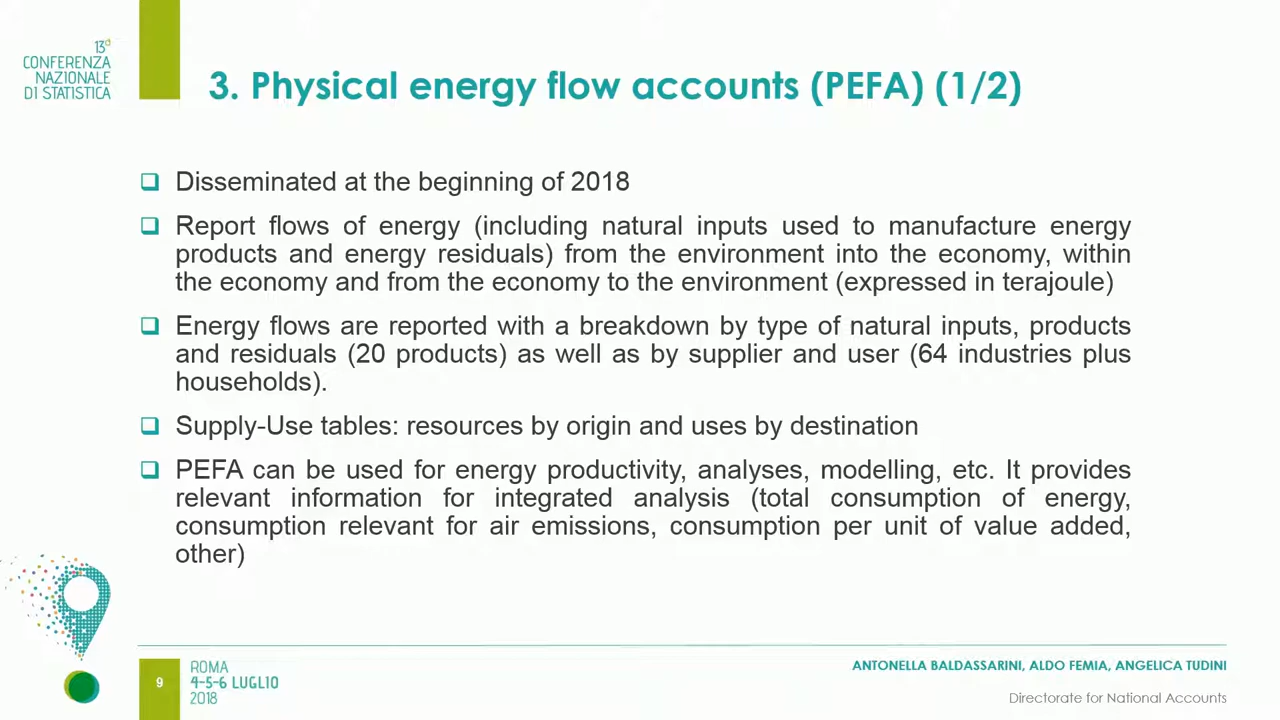 13a
CONFERENZA
NAZIONALE
DI STATISTICA
3. Physical energy flow accounts (PEFA) (1/2)
Disseminated at the beginning of 2018
Report flows of energy (including natural inputs used to manufacture energy
products and energy residuals) from the environment into the economy, within
the economy and from the economy to the environment (expressed in terajoule)
Energy flows are reported with a breakdown by type of natural inputs, products
and residuals (20 products) as well as by supplier and user (64 industries plus
households).
Supply-Use tables: resources by origin and uses by destination
PEFA can be used for energy productivity, analyses, modelling, etc. It provides
relevant information for integrated analysis (total consumption of energy,
consumption relevant for air emissions, consumption per unit of value added,
other)
9
ROMA
4-5-6 LUGLIO
2018
ANTONELLA BALDASSARINI, ALDO FEMIA, ANGELICA TUDINI
Directorate for National Accounts